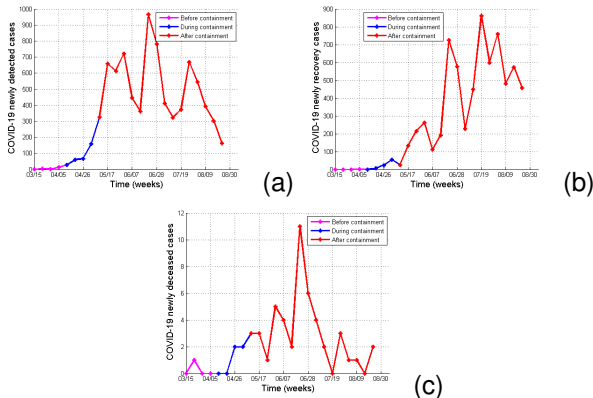 COVID-19 newly detected cases
1000
900
800
700
600
500
400
300
200
100
0
Before containment
During containment
After containment
03/15 04/05 04/26 05/17 06/07 06/28 07/19 08/09 08/30
Time (weeks)
(a)
COVID-19 newly recovery cases
900
800
700
600
500
400
300
200
100
0
Before containment
During containment
After containment
03/15 04/05 04/26 05/17 06/07 06/28 07/19 08/09 08/30
Time (weeks)
(b)
COVID-19 newly deceased cases
12
10
8
6
4
2
0
Before containment
During containment
After containment
03/15 04/05 04/26 05/17 06/07 06/28 07/19 08/09 08/30
Time (weeks)
(c)